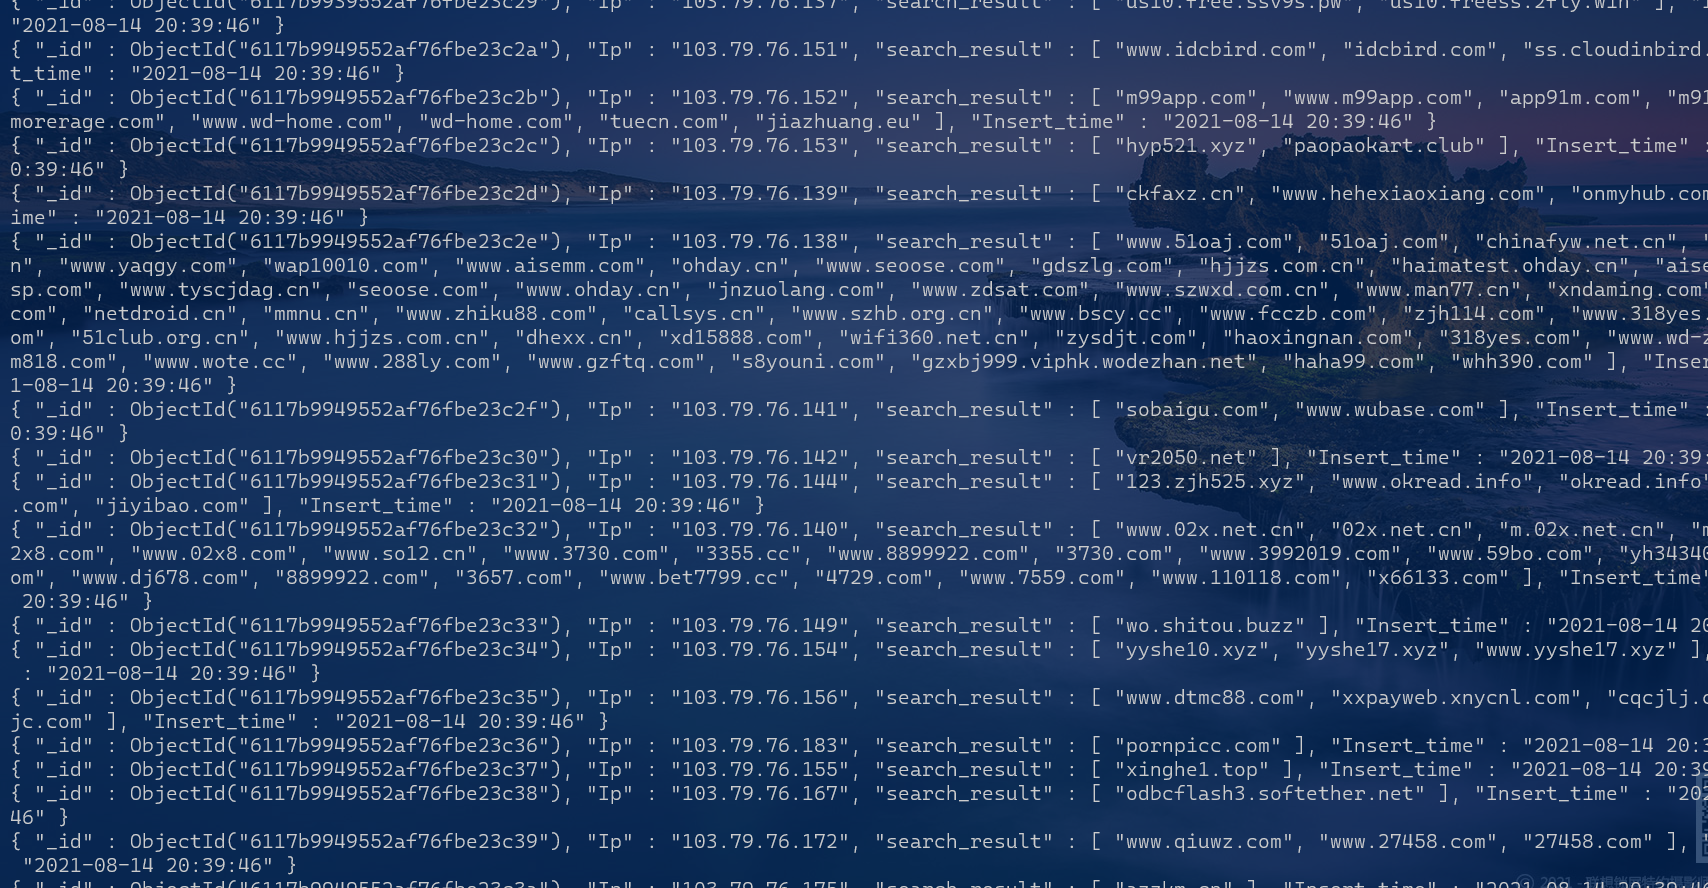 { "_id" : ObjectId("6117b9939552af76fbe23c29"), "Ip" : "103.79.76.137", "search_result" : [ "us10.free.ssv9s.pw", "us10.freess.2fly.win" ],
"2021-08-14 20:39:46" }
{ "_id" : ObjectId("6117b9949552af76fbe23c2a"), "Ip" : "103.79.76.151", "search_result" : [ "www.idcbird.com", "idcbird.com", "ss.cloudinbird.
t_time" : "2021-08-14 20:39:46" }
{ "_id" : ObjectId("6117b9949552af76fbe23c2b"), "Ip" : "103.79.76.152", "search_result" : [ "m99app.com", "www.m99app.com", "app91m.com", "m91
morerage.com", "www.wd-home.com", "wd-home.com", "tuecn.com", "jiazhuang.eu" ], "Insert_time" : "2021-08-14 20:39:46" }
{ "_id" : ObjectId("6117b9949552af76fbe23c2c"), "Ip" : "103.79.76.153", "search_result" : [ "hyp521.xyz", "paopaokart.club" ], "Insert_time" :
0:39:46" }
{ "_id" : ObjectId("6117b9949552af76fbe23c2d"), "Ip" : "103.79.76.139", "search_result" : [ "ckfaxz.cn", "www.hehexiaoxiang.com", "onmyhub.com
ime" : "2021-08-14 20:39:46" }
{ "_id" : ObjectId("6117b9949552af76fbe23c2e"), "Ip" : "103.79.76.138", "search_result" : [ "www.51oaj.com", "51oaj.com", "chinafyw.net.cn", "
n", "www.yaqgy.com", "wap10010.com", "www.aisemm.com", "ohday.cn", "www.seoose.com", "gdszlg.com", "hjjzs.com.cn", "haimatest.ohday.cn", "aise
sp.com", "www.tyscjdag.cn", "seoose.com", "www.ohday.cn", "jnzuolang.com", "www.zdsat.com", "www.szwxd.com.cn", "www.man77.cn", "xndaming.com"
com", "netdroid.cn", "mmnu.cn", "www.zhiku88.com", "callsys.cn", "www.szhb.org.cn", "www.bscy.cc", "www.fcczb.com", "zjh114.com", "www.318yes.
om", "51club.org.cn", "www.hjjzs.com.cn", "dhexx.cn", "xd15888.com", "wifi360.net.cn", "zysdjt.com", "haoxingnan.com", "318yes.com", "www.wd-z
m818.com", "www.wote.cc", "www.288ly.com", "www.gzftq.com", "s8youni.com", "gzxbj999.viphk.wodezhan.net", "haha99.com", "whh390.com" ], "Inser
1-08-14 20:39:46" }
{ "_id" : ObjectId("6117b9949552af76fbe23c2f"), "Ip" : "103.79.76.141", "search_result" : [ "sobaigu.com", "www.wubase.com" ], "Insert_time" :
0:39:46" }
{ "_id" : ObjectId("6117b9949552af76fbe23c30"), "Ip" : "103.79.76.142", "search_result" : [ "vr2050.net" ], "Insert_time" : "2021-08-14 20:39:
{ "_id" : ObjectId("6117b9949552af76fbe23c31"), "Ip" : "103.79.76.144", "search_result" : [ "123.zjh525.xyz", "www.okread.info", "okread.info"
.com", "jiyibao.com" ], "Insert_time" : "2021-08-14 20:39:46" }
{ "_id" : ObjectId("6117b9949552af76fbe23c32"), "Ip" : "103.79.76.140", "search_result" : [ "www.02x.net.cn", "02x.net.cn", "m.02x.net.cn", "m
2x8.com", "www.02x8.com", "www.so12.cn", "www.3730.com", "3355.cc", "www.8899922.com", "3730.com", "www.3992019.com", "www.59bo.com", "yh34340
om", "www.dj678.com", "8899922.com", "3657.com", "www.bet7799.cc", "4729.com", "www.7559.com", "www.110118.com", "x66133.com" ], "Insert_time"
20:39:46" }
{ "_id" : ObjectId("6117b9949552af76fbe23c33"), "Ip" : "103.79.76.149", "search_result" : [ "wo.shitou.buzz" ], "Insert_time" : "2021-08-14 20
{ "_id" : ObjectId("6117b9949552af76fbe23c34"), "Ip" : "103.79.76.154", "search_result" : [ "yyshe10.xyz", "yyshe17.xyz", "www.yyshe17.xyz" ],
: "2021-08-14 20:39:46" }
{ "_id" : ObjectId("6117b9949552af76fbe23c35"), "Ip" : "103.79.76.156", "search_result" : [ "www.dtmc88.com", "xxpayweb.xnycnl.com", "cqcjlj.c
jc.com" ], "Insert_time" : "2021-08-14 20:39:46" }
{ "_id" : ObjectId("6117b9949552af76fbe23c36"), "Ip" : "103.79.76.183", "search_result" : [ "pornpicc.com" ], "Insert_time" : "2021-08-14 20:3
{ "_id" : ObjectId("6117b9949552af76fbe23c37"), "Ip" : "103.79.76.155", "search_result" : [ "xinghe1.top" ], "Insert_time" : "2021-08-14 20:39
{ "_id" : ObjectId("6117b9949552af76fbe23c38"), "Ip" : "103.79.76.167", "search_result" : [ "odbcflash3.softether.net" ], "Insert_time" : "202
46" }
{ "_id" : ObjectId("6117b9949552af76fbe23c39"), "Ip" : "103.79.76.172", "search_result" : [ "www.qiuwz.com", "www.27458.com", "27458.com" ],
"2021-08-14 20:39:46" }